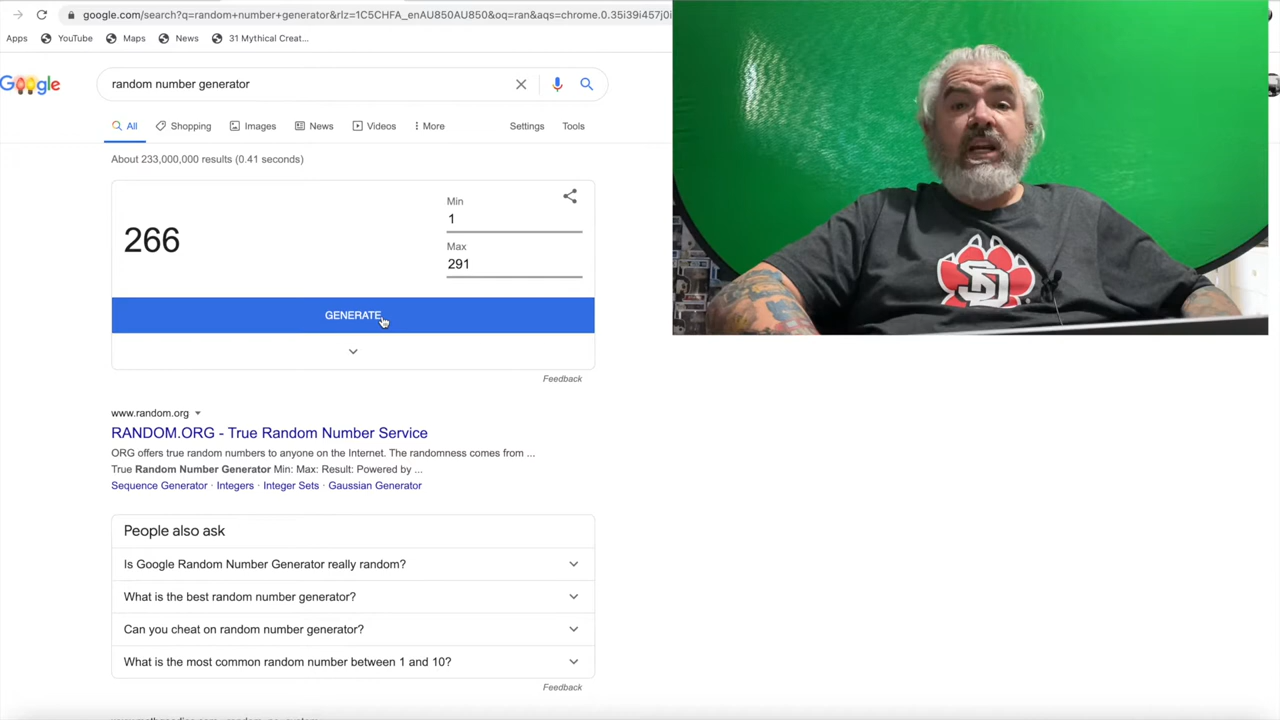 google.com/search?q=random+number+generator&rlz=1C5CHFA_enAU850AU850&oq=ran&aqs=chrome.0.35i39i457j0i
Apps YouTube Maps News 31 Mythical Creat...
Google
random number generator
All Shopping Images News Videos More Settings Tools
About 233,000,000 results (0.41 seconds)
266
Min
1
Max
291
GENERATE
Feedback
www.random.org
RANDOM.ORG - True Random Number Service
ORG offers true random numbers to anyone on the Internet. The randomness comes from ...
True Random Number Generator Min: Max: Result: Powered by ...
Sequence Generator · Integers · Integer Sets · Gaussian Generator
People also ask
Is Google Random Number Generator really random?
What is the best random number generator?
Can you cheat on random number generator?
What is the most common random number between 1 and 10?
Feedback
SD